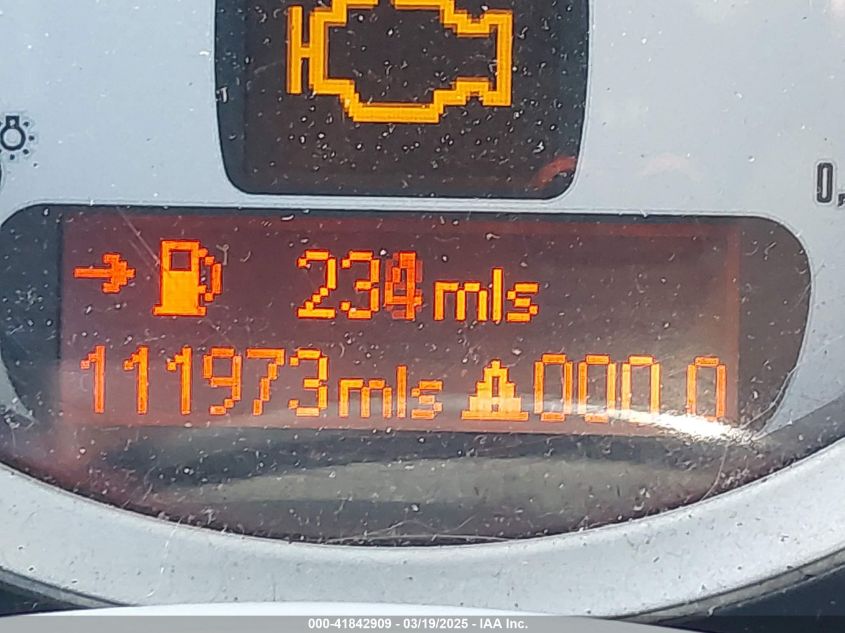 0,
234 mls
111973 mls 000.0
000-41842909 - 03/19/2025 - IAA Inc.